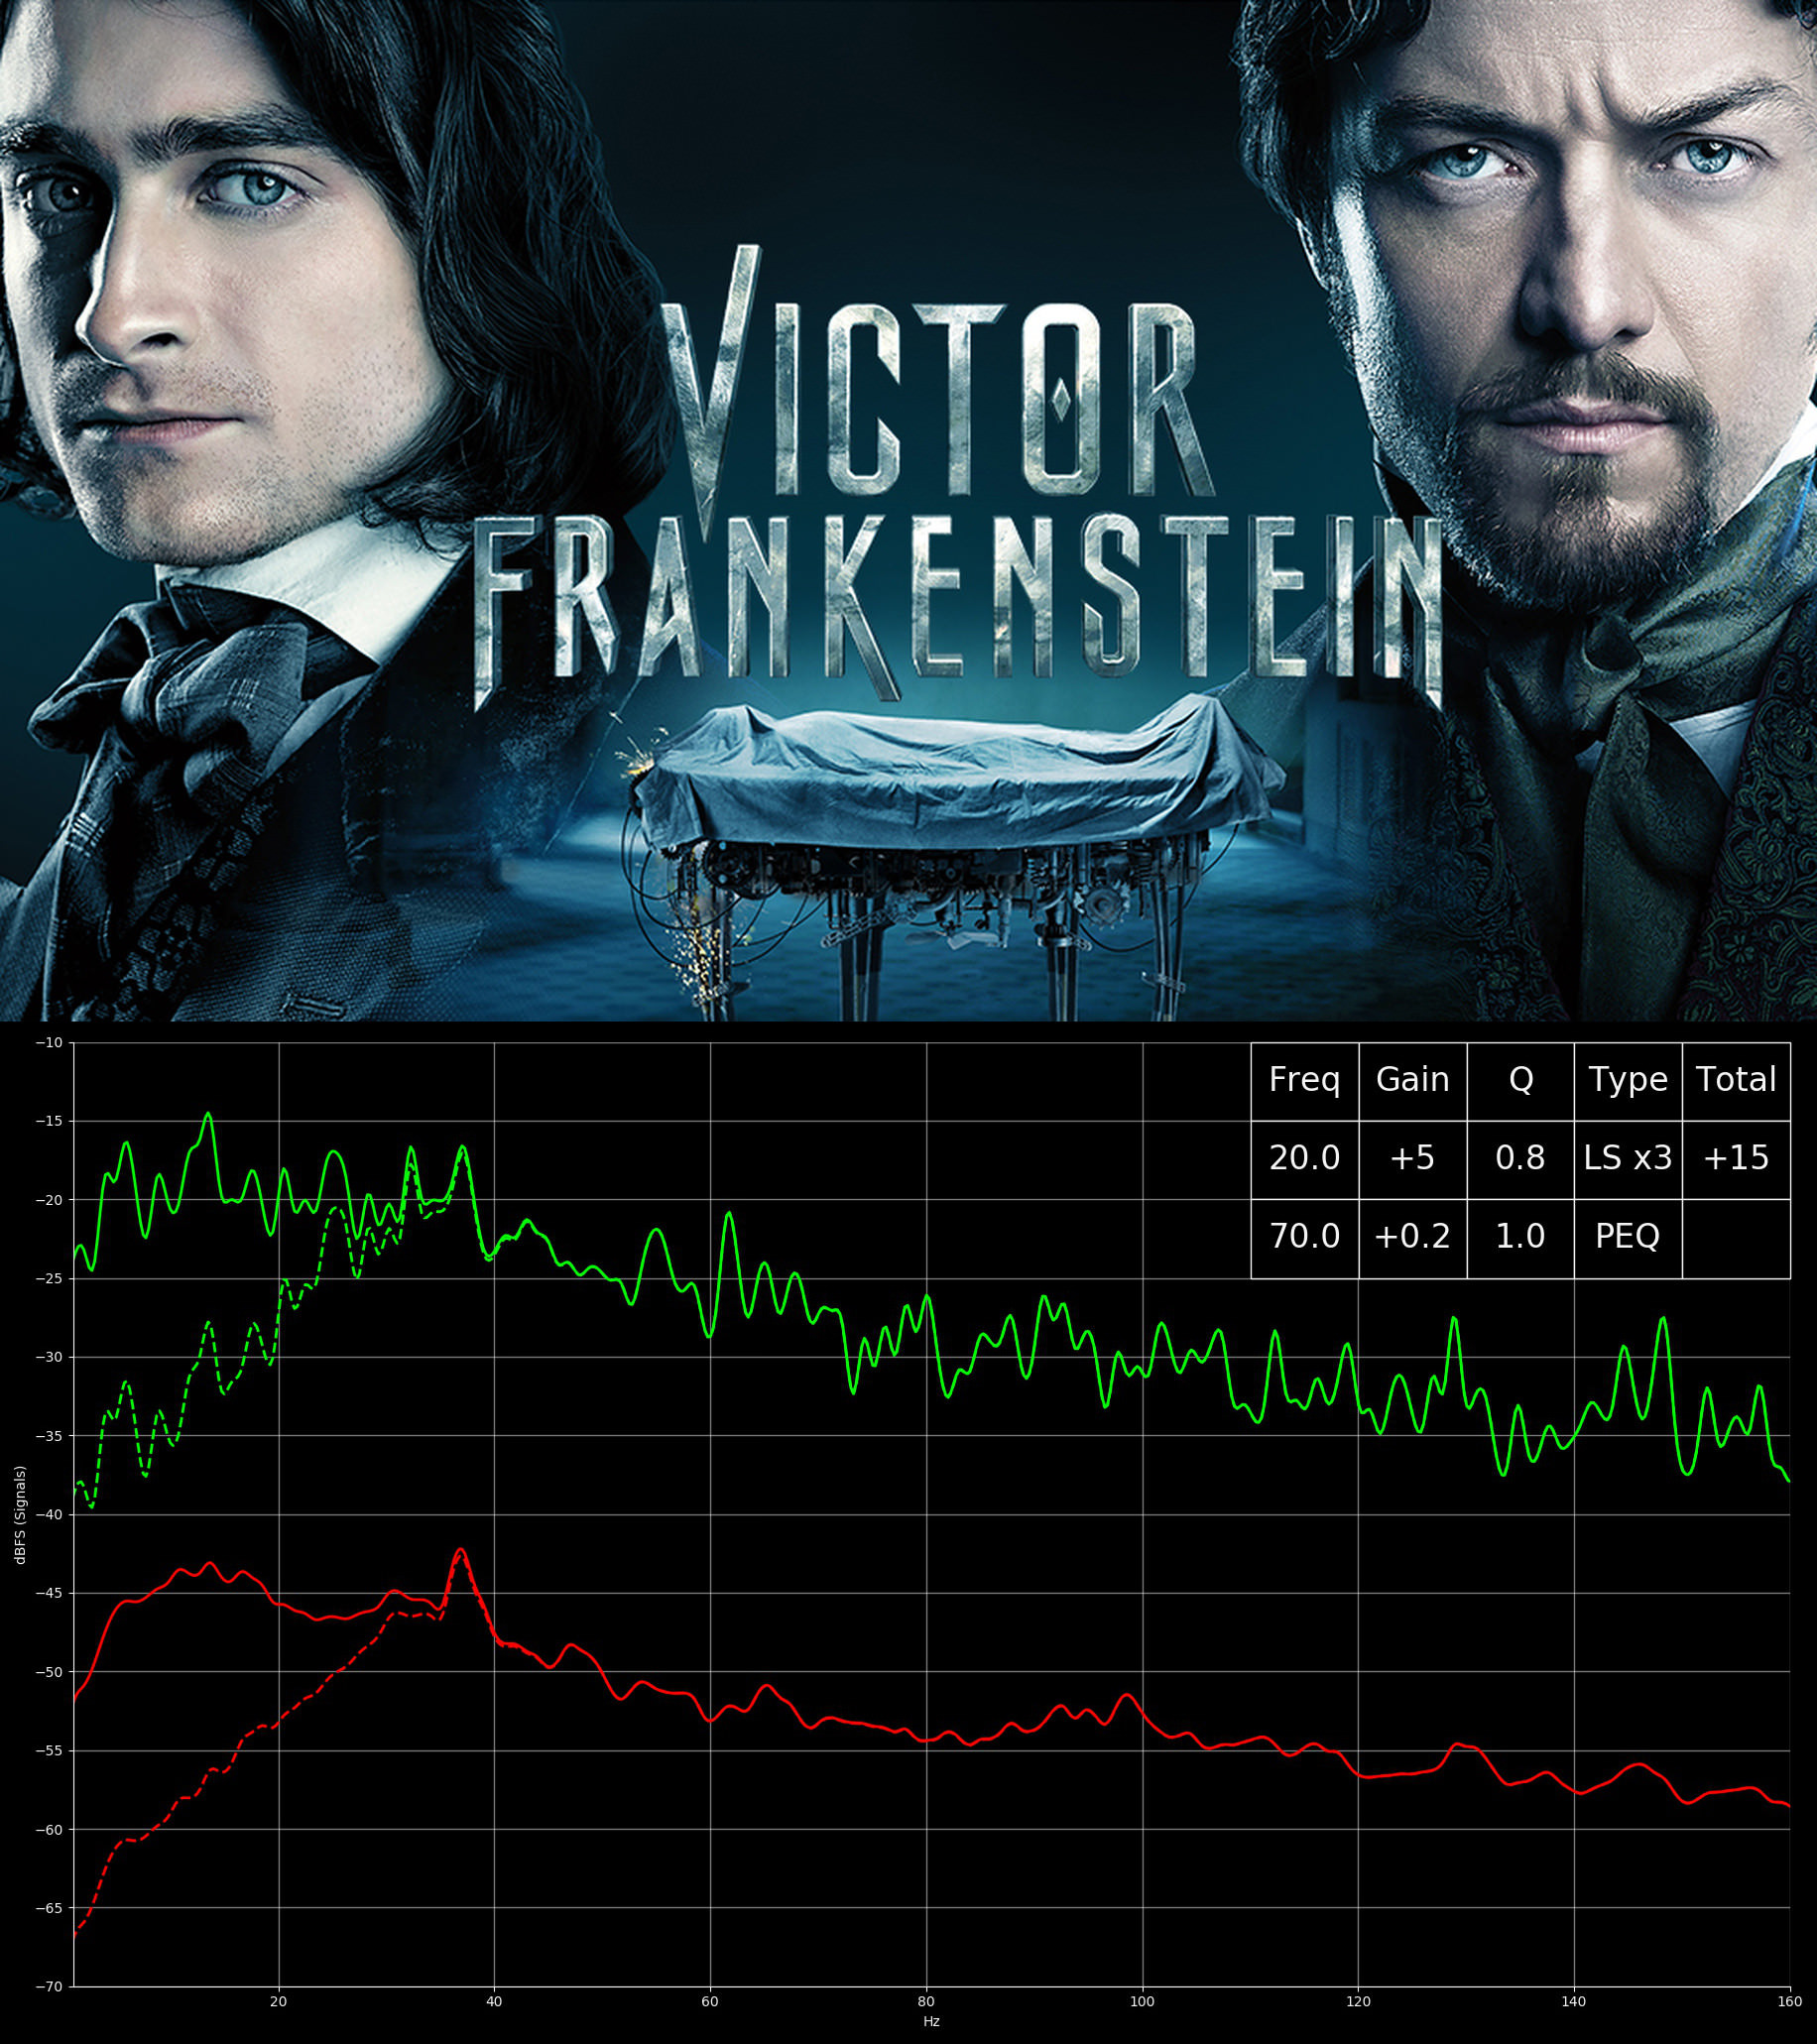 VICTOR
FRANKENSTEIN
Freq Gain Q Type Total
20.0 +5 0.8 LS x3 +15
70.0 +0.2 1.0 PEQ
−10
−15
−20
−25
−30
−35
−40
−45
−50
−55
−60
−65
−70
dBFS (Signals)
20 40 60 80 100 120 140 160
Hz